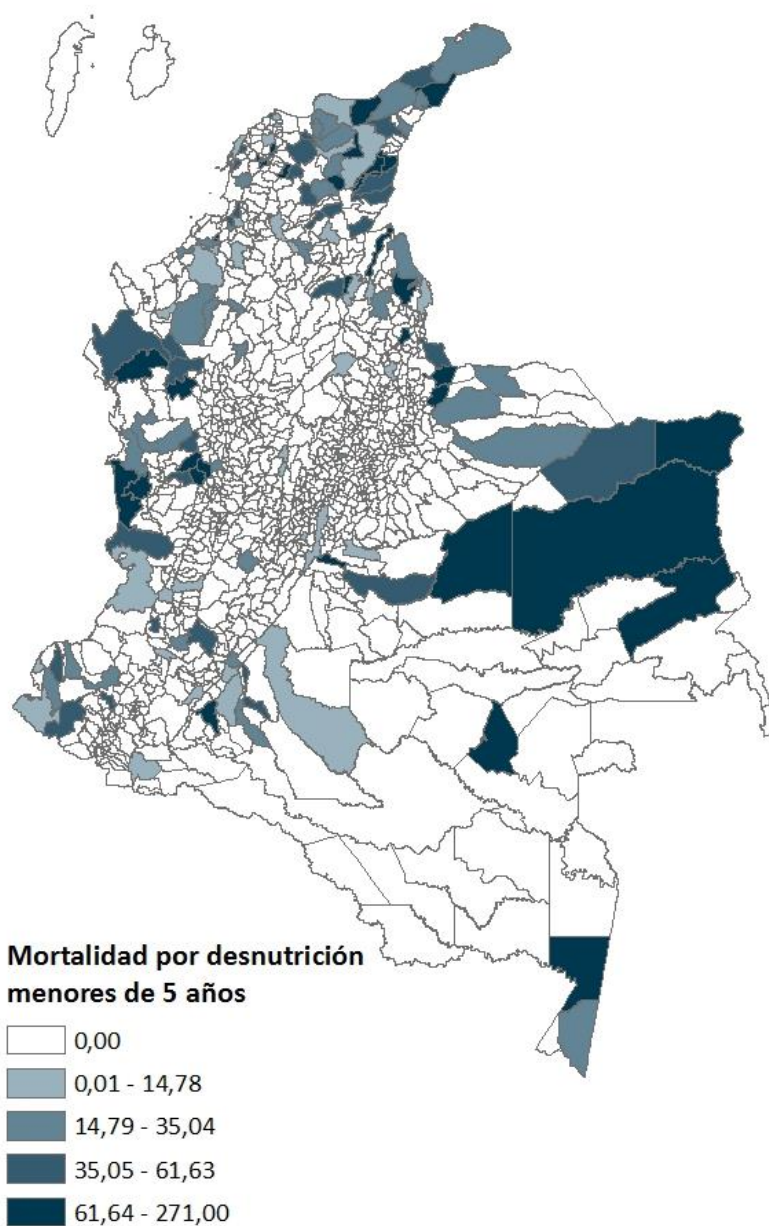 Mortalidad por desnutrición
menores de 5 años
0,00
0,01 - 14,78
14,79 - 35,04
35,05 - 61,63
61,64 - 271,00